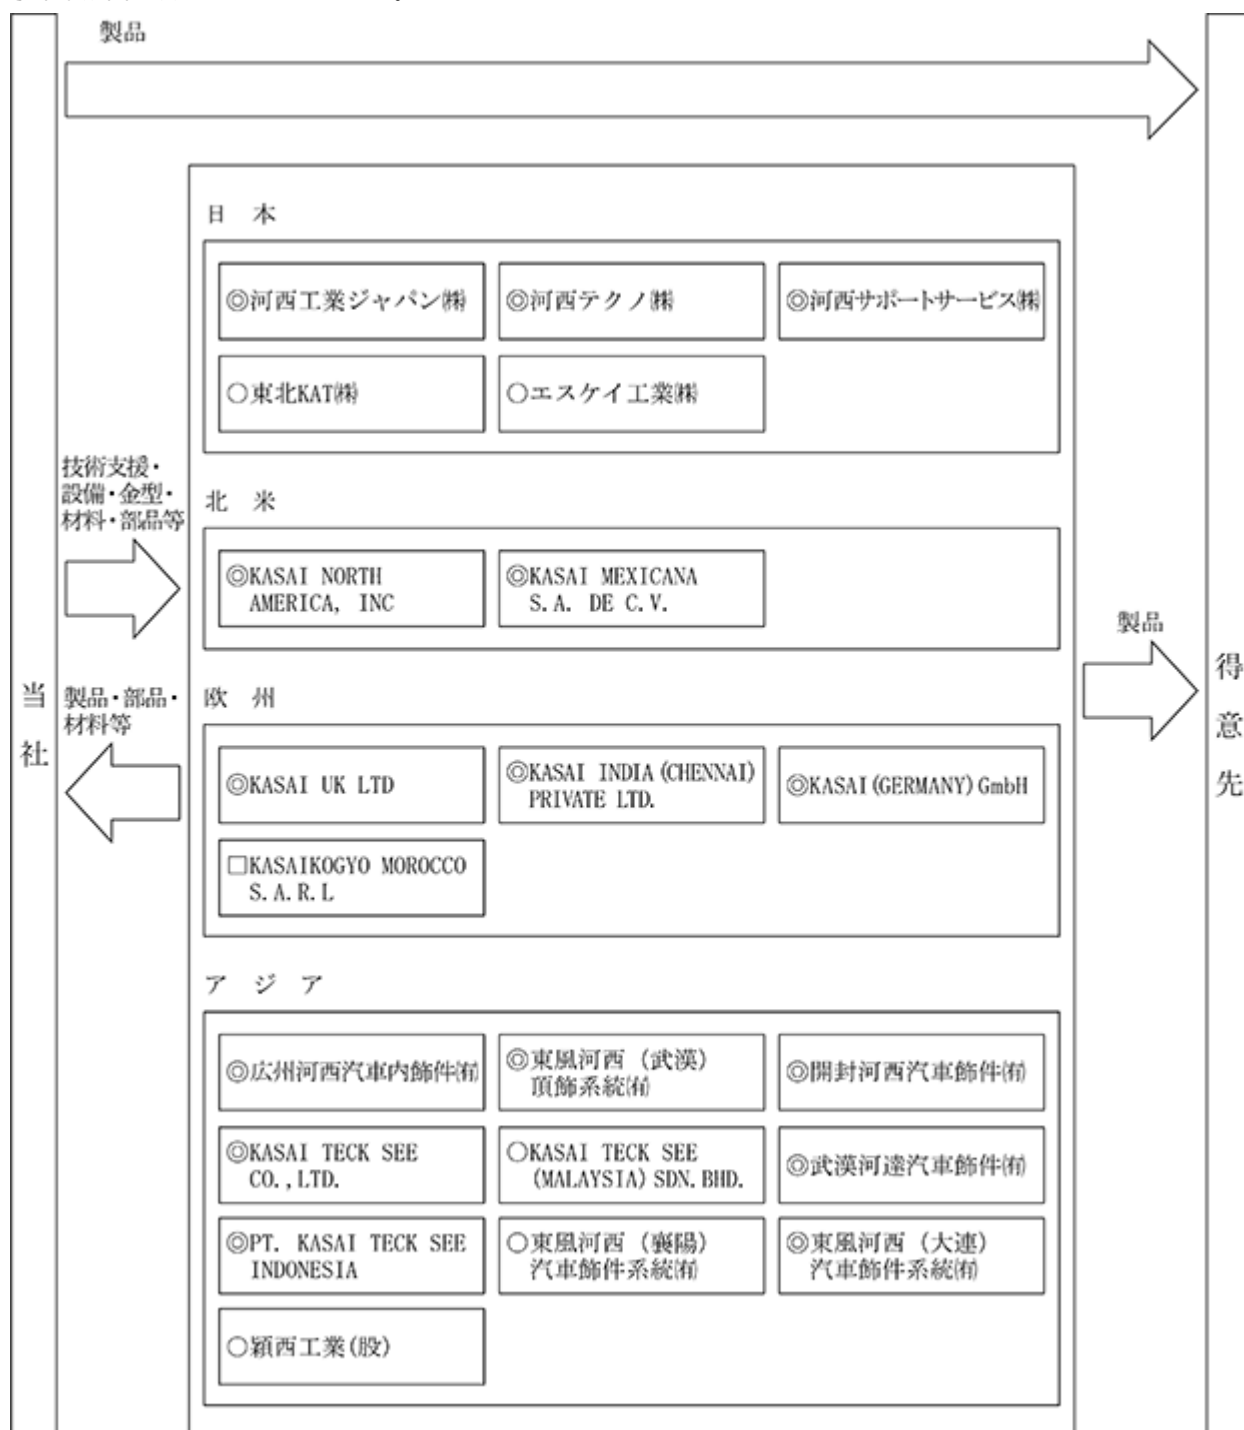 製品
日 本
◎河西工業ジャパン㈱
◎河西テクノ㈱
◎河西サポートサービス㈱
○東北KAT㈱
○エスケイ工業㈱
技術支援・
設備・金型・
材料・部品等
北 米
◎KASAI NORTH
AMERICA, INC
◎KASAI MEXICANA
S.A. DE C.V.
製品
当社
製品・部品・
材料等
得意先
欧 州
◎KASAI UK LTD
◎KASAI INDIA(CHENNAI)
PRIVATE LTD.
◎KASAI(GERMANY)GmbH
□KASAIKOGYO MOROCCO
S.A.R.L
ア ジ ア
◎広州河西汽車内飾件㈲
◎東風河西（武漢）
頂飾系統㈲
◎開封河西汽車飾件㈲
◎KASAI TECK SEE
CO.,LTD.
○KASAI TECK SEE
(MALAYSIA)SDN.BHD.
◎武漢河達汽車飾件㈲
◎PT. KASAI TECK SEE
INDONESIA
○東風河西（襄陽）
汽車飾件系統㈲
◎東風河西（大連）
汽車飾件系統㈲
○穎西工業(股)